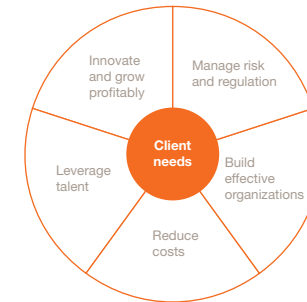 Innovate
and grow
profitably
Manage risk
and regulation
Client
needs
Leverage
talent
Build
effective
organizations
Reduce
costs